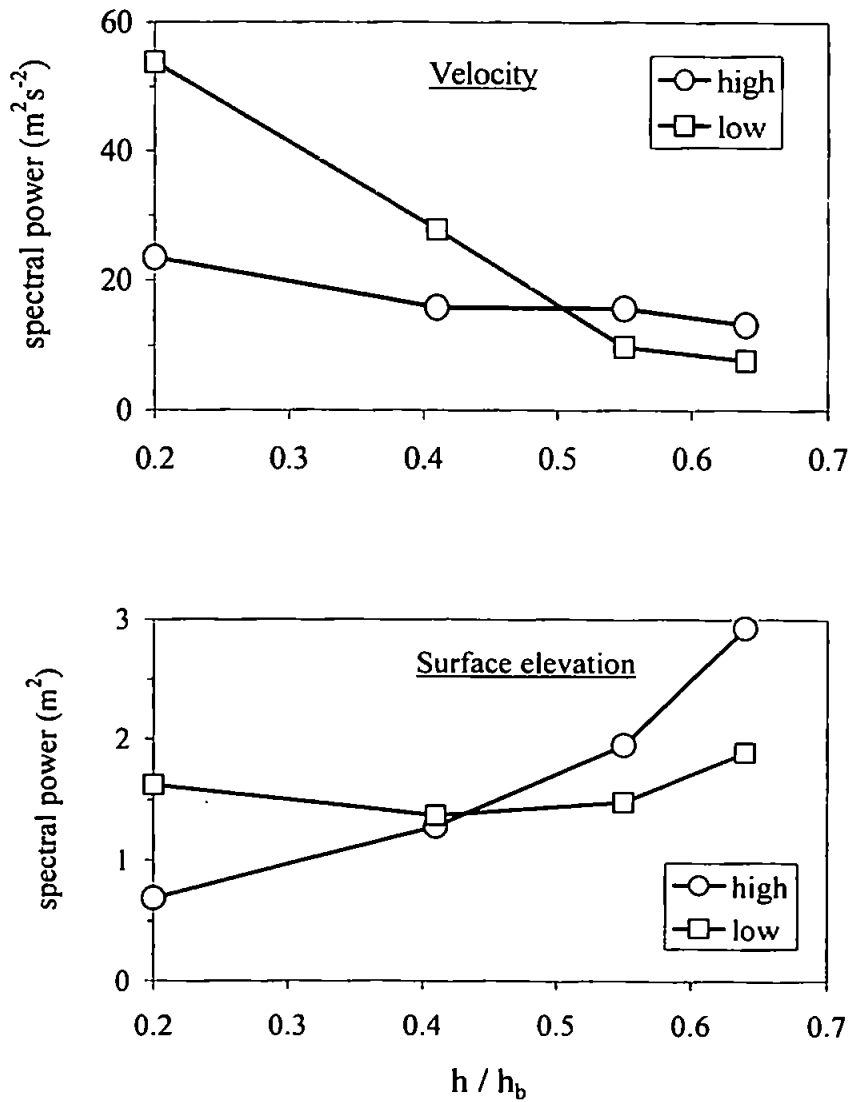 60
40
20
0
spectral power (m²s⁻²)
Velocity
high
low
0.2 0.3 0.4 0.5 0.6 0.7
3
2
1
0
spectral power (m²)
Surface elevation
high
low
0.2 0.3 0.4 0.5 0.6 0.7
h / h_b